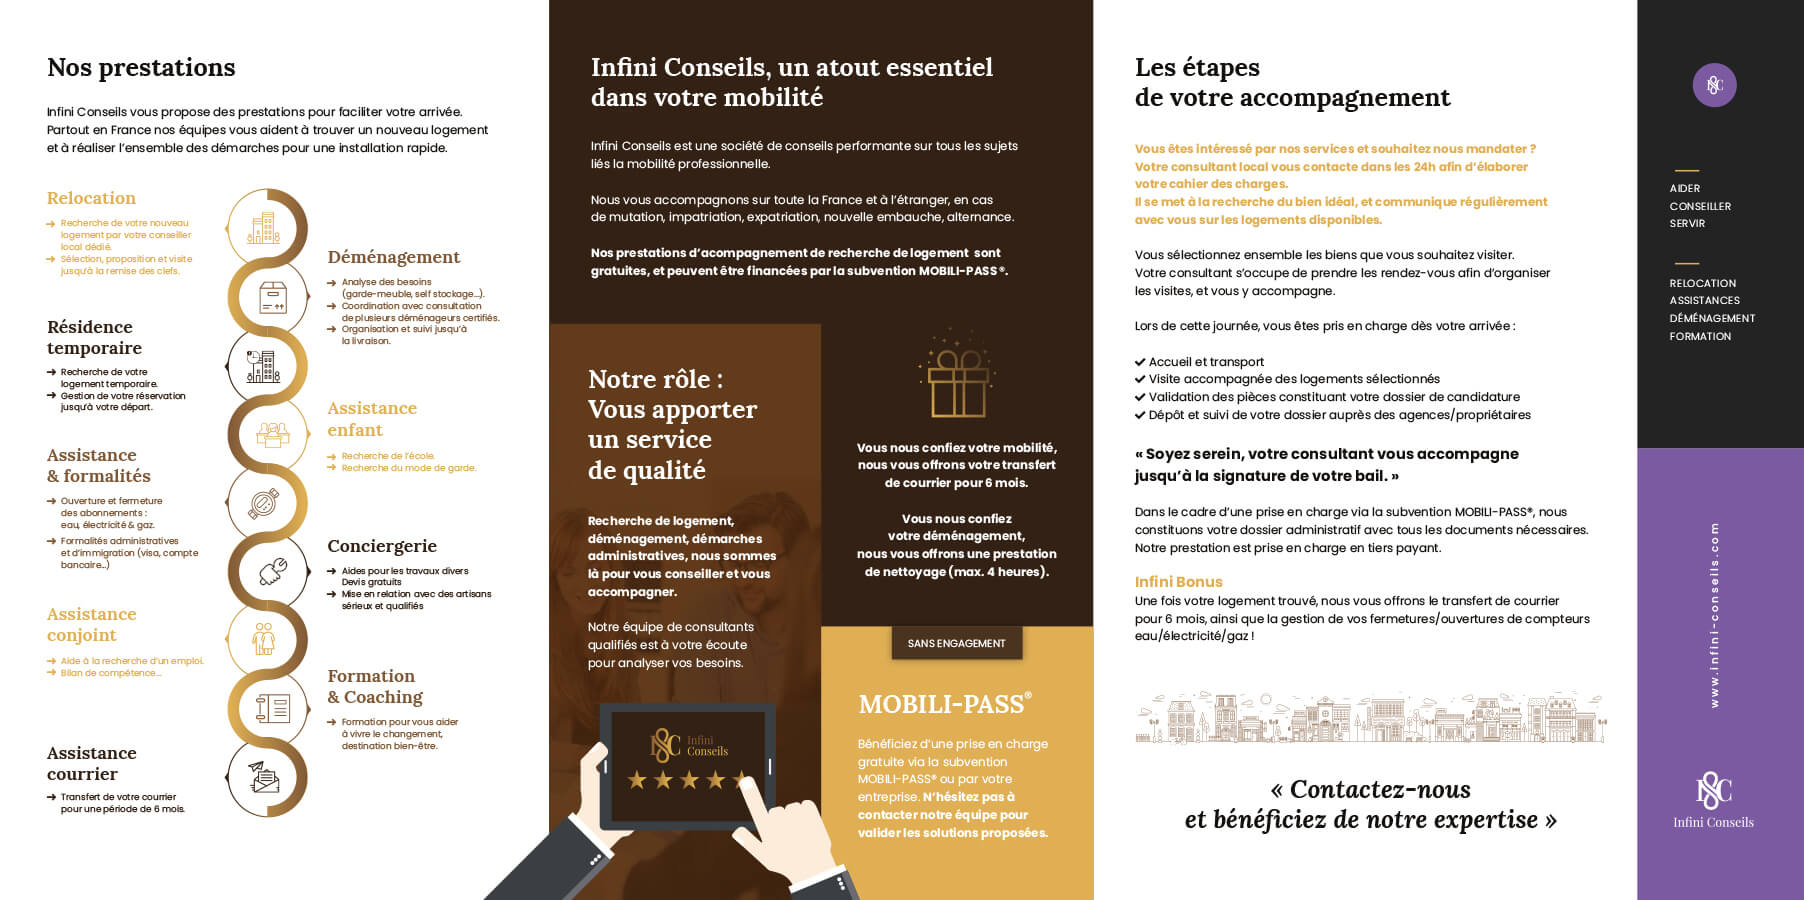 Nos prestations
Infini Conseils vous propose des prestations pour faciliter votre arrivée.
Partout en France nos équipes vous aident à trouver un nouveau logement
et à réaliser l'ensemble des démarches pour une installation rapide.
Relocation
Recherche de votre nouveau
logement par votre conseiller
local dédié.
Sélection, proposition et visite
jusqu'à la remise des clefs.
Déménagement
Analyse des besoins
(garde-meuble, self stockage...).
Coordination avec consultation
de plusieurs déménageurs certifiés.
Organisation et suivi jusqu'à
la livraison.
Résidence
temporaire
Recherche de votre
logement temporaire.
Gestion de votre réservation
jusqu'à votre départ.
Assistance
enfant
Recherche de l'école.
Recherche du mode de garde.
Assistance
& formalités
Ouverture et fermeture
des abonnements :
eau, électricité & gaz.
Formalités administratives
et d'immigration (visa, compte
bancaire...)
Conciergerie
Aides pour les travaux divers
Devis gratuits
Mise en relation avec des artisans
sérieux et qualifiés
Assistance
conjoint
Aide à la recherche d'un emploi.
Bilan de compétence...
Formation
& Coaching
Formation pour vous aider
à vivre le changement,
destination bien-être.
Assistance
courrier
Transfert de votre courrier
pour une période de 6 mois.
Infini Conseils, un atout essentiel
dans votre mobilité
Infini Conseils est une société de conseils performante sur tous les sujets
liés la mobilité professionnelle.
Nous vous accompagnons sur toute la France et à l'étranger, en cas
de mutation, impatriation, expatriation, nouvelle embauche, alternance.
Nos prestations d'acompagnement de recherche de logement sont
gratuites, et peuvent être financées par la subvention MOBILI-PASS®.
Notre rôle :
Vous apporter
un service
de qualité
Recherche de logement,
déménagement, démarches
administratives, nous sommes
là pour vous conseiller et vous
accompagner.
Notre équipe de consultants
qualifiés est à votre écoute
pour analyser vos besoins.
Infini
Conseils
Vous nous confiez votre mobilité,
nous vous offrons votre transfert
de courrier pour 6 mois.
Vous nous confiez
votre déménagement,
nous vous offrons une prestation
de nettoyage (max. 4 heures).
SANS ENGAGEMENT
MOBILI-PASS®
Bénéficiez d'une prise en charge
gratuite via la subvention
MOBILI-PASS® ou par votre
entreprise. N'hésitez pas à
contacter notre équipe pour
valider les solutions proposées.
Les étapes
de votre accompagnement
Vous êtes intéressé par nos services et souhaitez nous mandater ?
Votre consultant local vous contacte dans les 24h afin d'élaborer
votre cahier des charges.
Il se met à la recherche du bien idéal, et communique régulièrement
avec vous sur les logements disponibles.
Vous sélectionnez ensemble les biens que vous souhaitez visiter.
Votre consultant s'occupe de prendre les rendez-vous afin d'organiser
les visites, et vous y accompagne.
Lors de cette journée, vous êtes pris en charge dès votre arrivée :
Accueil et transport
Visite accompagnée des logements sélectionnés
Validation des pièces constituant votre dossier de candidature
Dépôt et suivi de votre dossier auprès des agences/propriétaires
« Soyez serein, votre consultant vous accompagne
jusqu'à la signature de votre bail. »
Dans le cadre d'une prise en charge via la subvention MOBILI-PASS®, nous
constituons votre dossier administratif avec tous les documents nécessaires.
Notre prestation est prise en charge en tiers payant.
Infini Bonus
Une fois votre logement trouvé, nous vous offrons le transfert de courrier
pour 6 mois, ainsi que la gestion de vos fermetures/ouvertures de compteurs
eau/électricité/gaz !
« Contactez-nous
et bénéficiez de notre expertise »
AIDER
CONSEILLER
SERVIR
RELOCATION
ASSISTANCES
DÉMÉNAGEMENT
FORMATION
www.infini-conseils.com
Infini Conseils